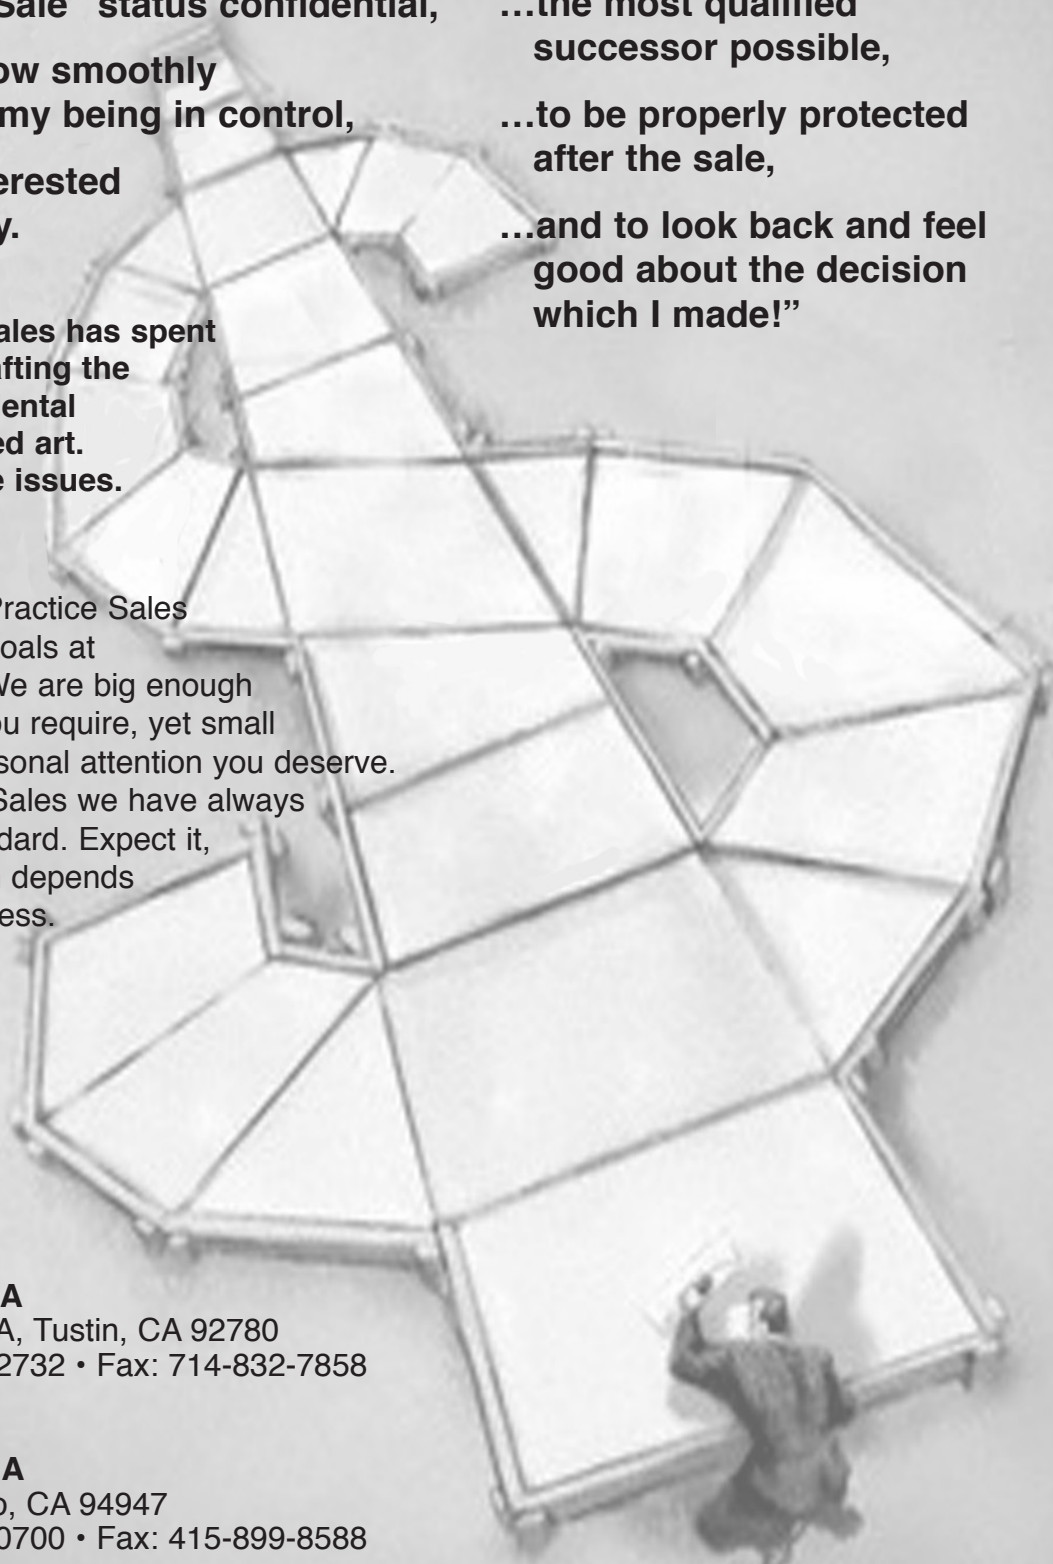 Sale” status confidential,
ow smoothly
my being in control,
erested
y.
…the most qualified
successor possible,
…to be properly protected
after the sale,
…and to look back and feel
good about the decision
which I made!”
ales has spent
afting the
ental
ed art.
e issues.
Practice Sales
oals at
We are big enough
ou require, yet small
sonal attention you deserve.
Sales we have always
dard. Expect it,
depends
ess.
A
A, Tustin, CA 92780
2732 • Fax: 714-832-7858
A
o, CA 94947
0700 • Fax: 415-899-8588